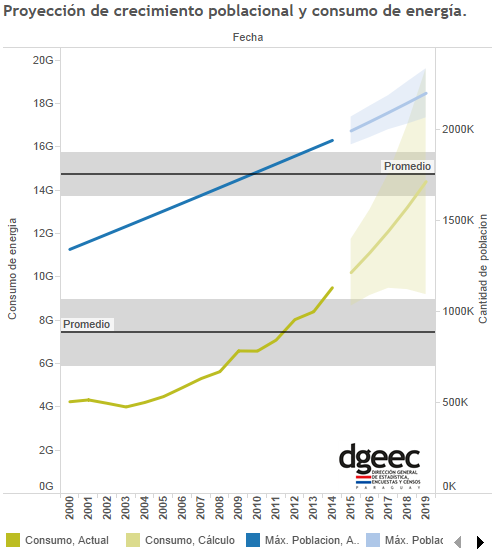 Proyección de crecimiento poblacional y consumo de energía.
Fecha
20G
18G
16G
14G
12G
10G
8G
6G
4G
2G
0G
Consumo de energia
2000K
1500K
1000K
500K
0K
Cantidad de poblacion
Promedio
Promedio
dgeec
DIRECCIÓN GENERAL
DE ESTADÍSTICA,
ENCUESTAS Y CENSOS
PARAGUAY
2000 2001 2002 2003 2004 2005 2006 2007 2008 2009 2010 2011 2012 2013 2014 2015 2016 2017 2018 2019
Consumo, Actual Consumo, Cálculo Máx. Poblacion, A.. Máx. Poblac